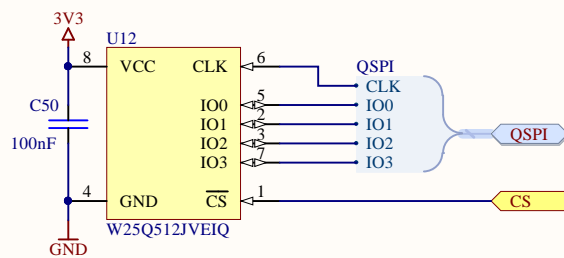 3V3
U12
8 VCC CLK 6
QSPI
CLK
C50
100nF
IO0 5 IO0
IO1 2 IO1
IO2 3 IO2
IO3 7 IO3
QSPI
4 GND CS 1
CS
W25Q512JVEIQ
GND